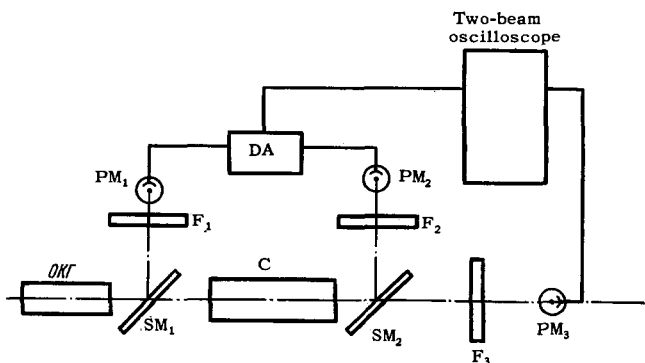 Two-beam
oscilloscope
DA
PM₁
PM₂
F₁
F₂
ОКГ
C
SM₁
SM₂
PM₃
F₃